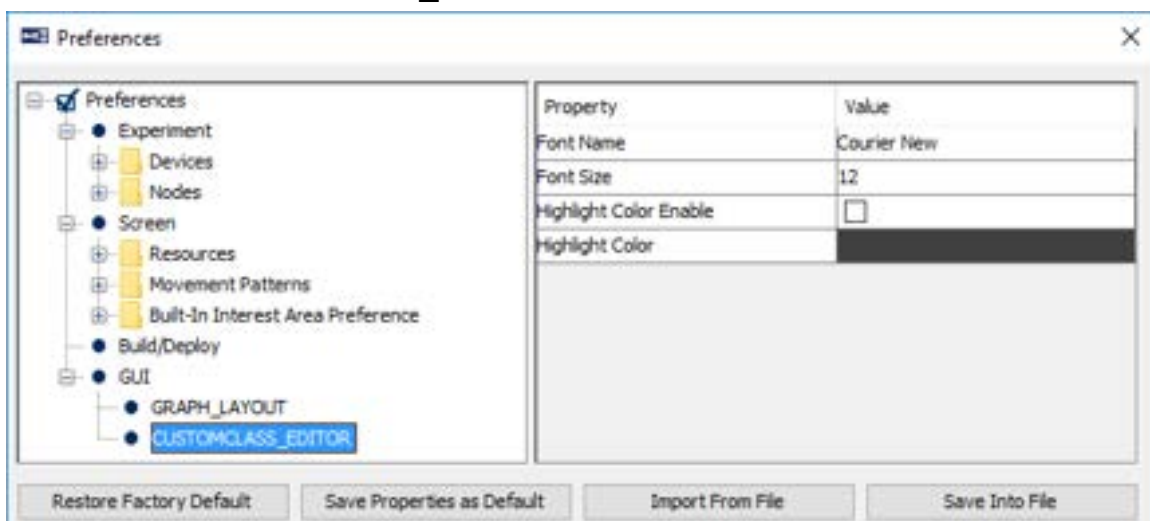 Preferences
Preferences
Experiment
Devices
Nodes
Screen
Resources
Movement Patterns
Built-In Interest Area Preference
Build/Deploy
GUI
GRAPH_LAYOUT
CUSTOMCLASS_EDITOR
Property Value
Font Name Courier New
Font Size 12
Highlight Color Enable
Highlight Color
Restore Factory Default Save Properties as Default Import From File Save Into File